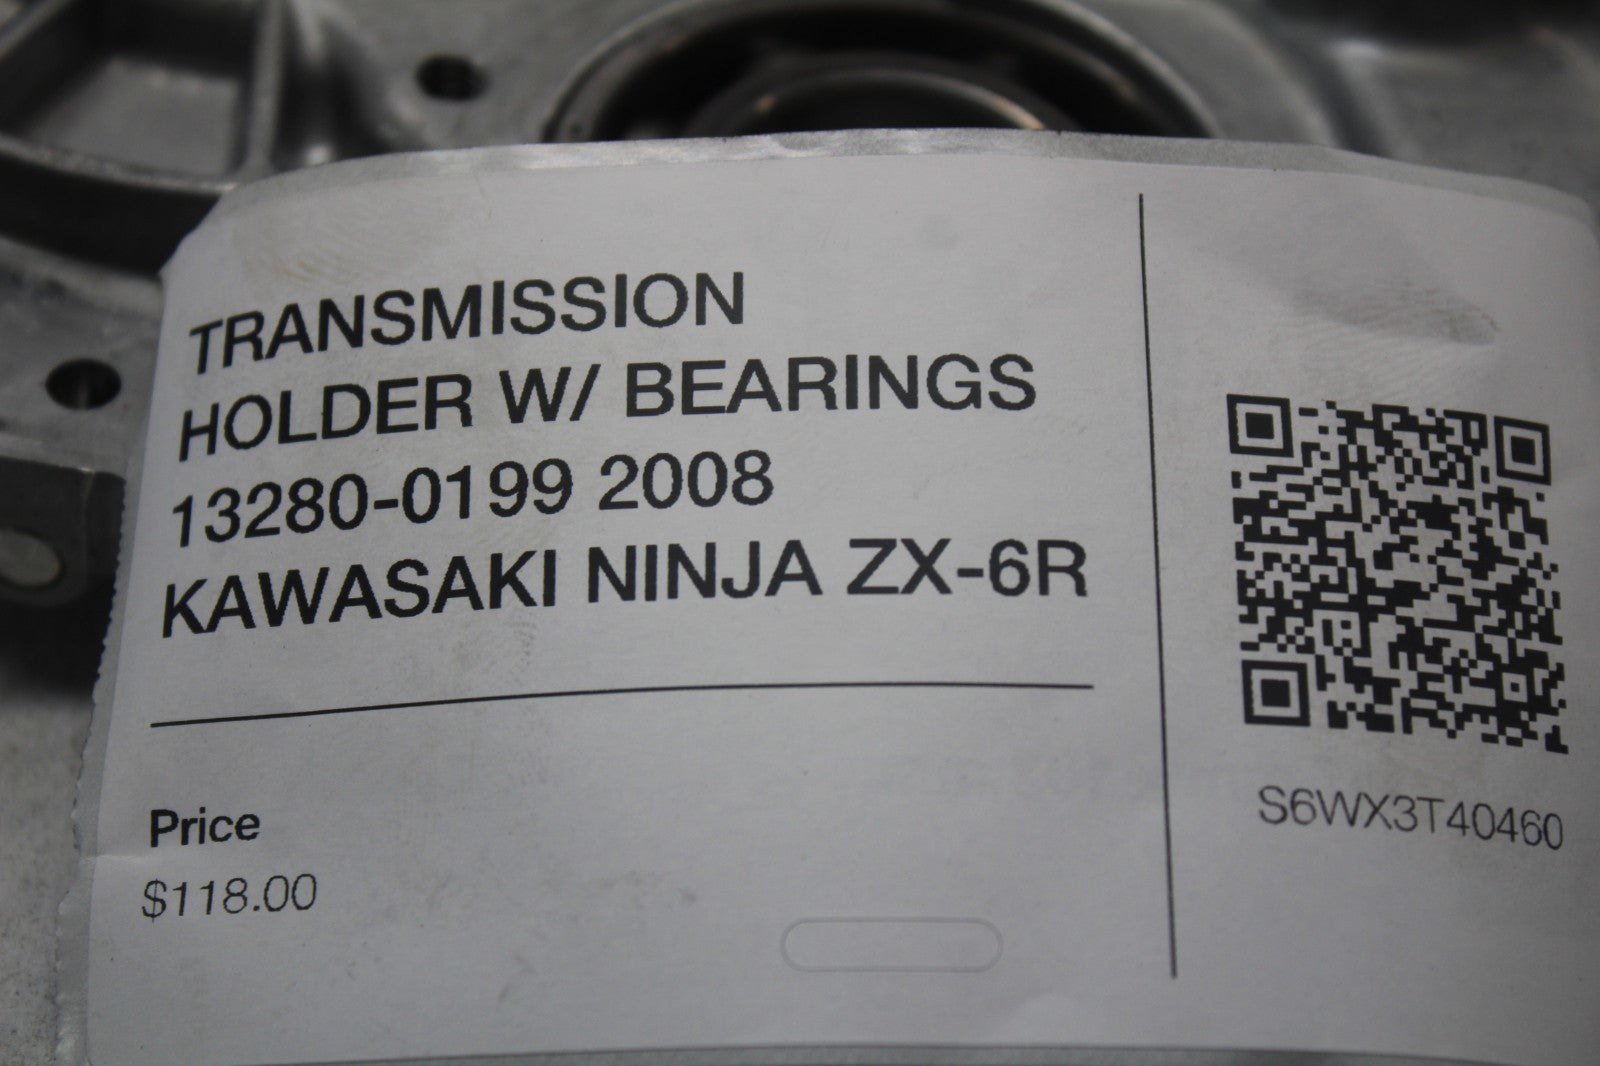 TRANSMISSION
HOLDER W/ BEARINGS
13280-0199 2008
KAWASAKI NINJA ZX-6R
Price
$118.00
S6WX3T40460